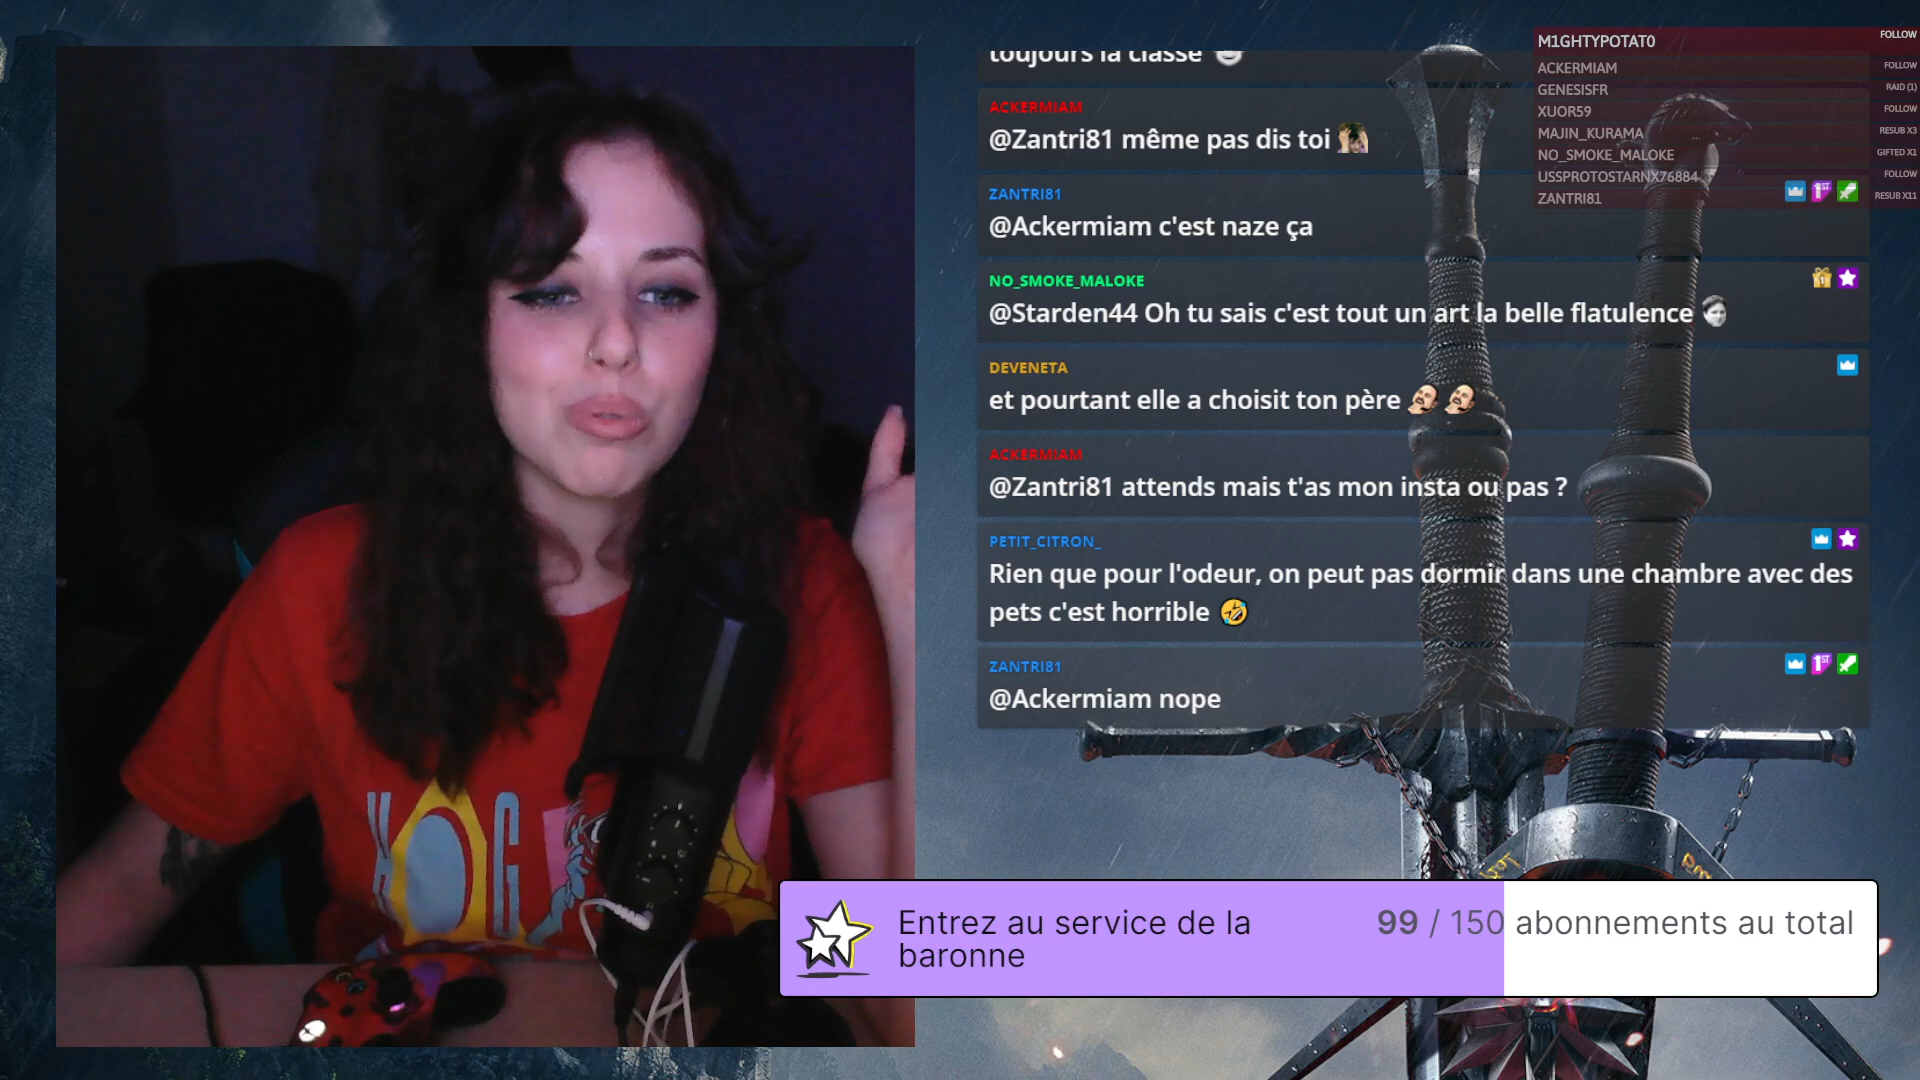 toujours la classe
ACKERMIAM
@Zantri81 même pas dis toi
ZANTRI81
@Ackermiam c'est naze ça
NO_SMOKE_MALOKE
@Starden44 Oh tu sais c'est tout un art la belle flatulence
DEVENETA
et pourtant elle a choisit ton père
ACKERMIAM
@Zantri81 attends mais t'as mon insta ou pas ?
PETIT_CITRON_
Rien que pour l'odeur, on peut pas dormir dans une chambre avec des
pets c'est horrible 🤣
ZANTRI81
@Ackermiam nope
M1GHTYPOTAT0 FOLLOW
ACKERMIAM FOLLOW
GENESISFR RAID (1)
XUOR59 FOLLOW
MAJIN_KURAMA RESUB X3
NO_SMOKE_MALOKE GIFTED X1
USSPROTOSTARNX76884 FOLLOW
ZANTRI81 RESUB X11
1ST
1ST
HOG
Entrez au service de la
baronne
99 / 150 abonnements au total